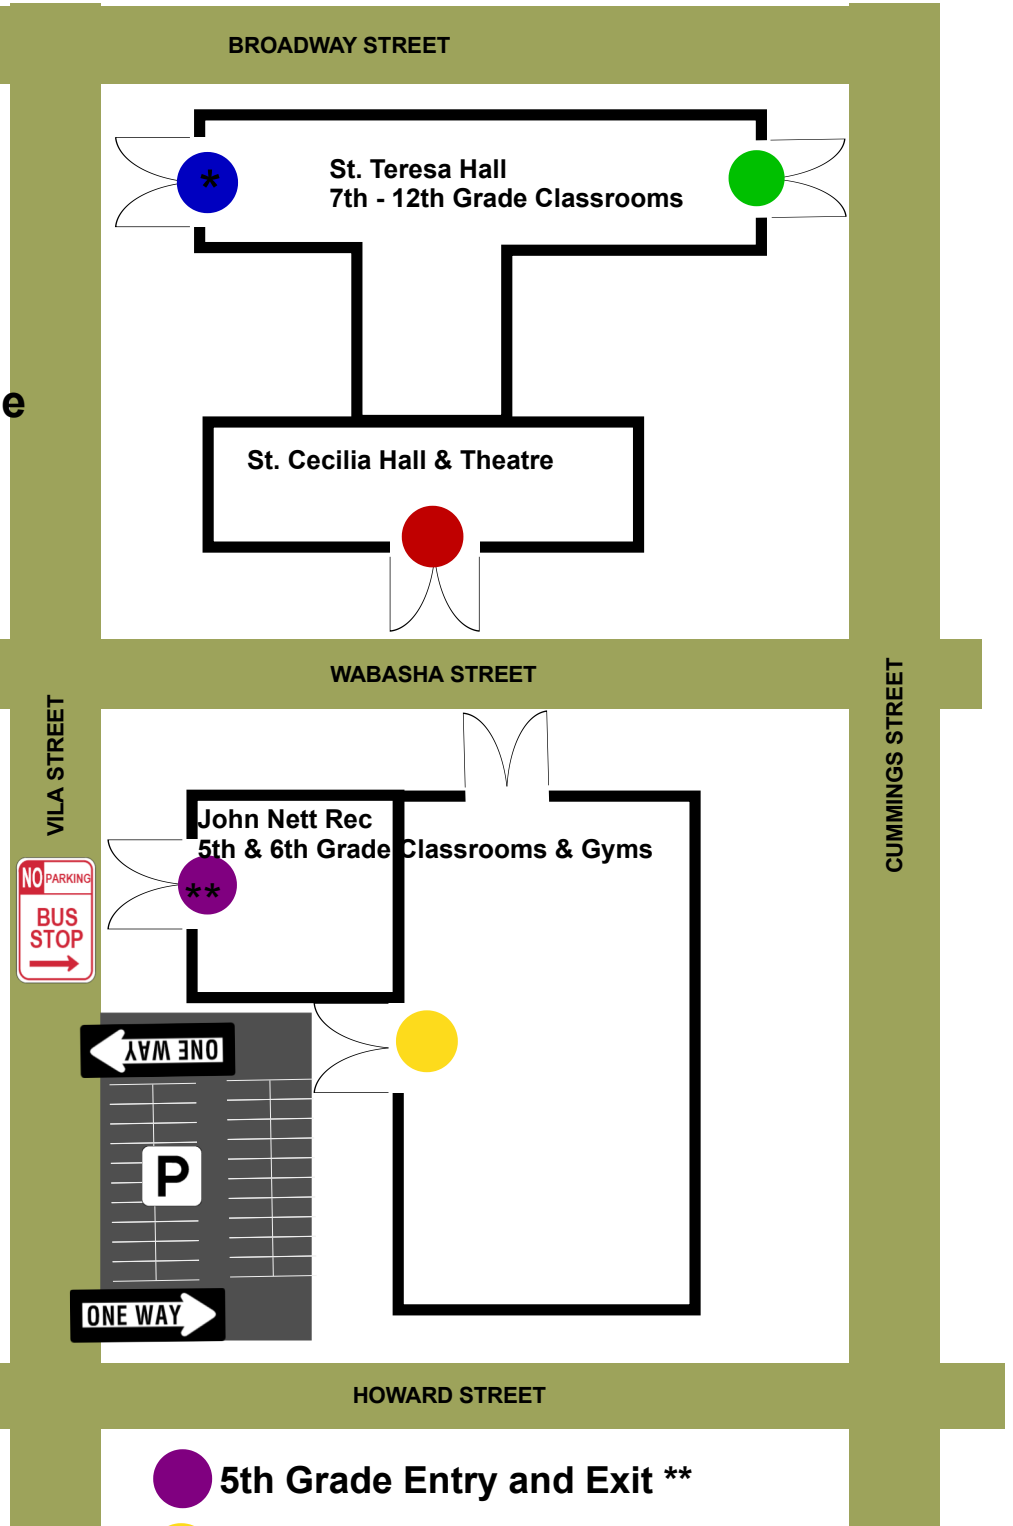 BROADWAY STREET
*
St. Teresa Hall
7th - 12th Grade Classrooms
e
St. Cecilia Hall & Theatre
WABASHA STREET
VILA STREET
CUMMINGS STREET
John Nett Rec
5th & 6th Grade Classrooms & Gyms
**
NO PARKING
BUS
STOP
ONE WAY
P
ONE WAY
HOWARD STREET
5th Grade Entry and Exit **